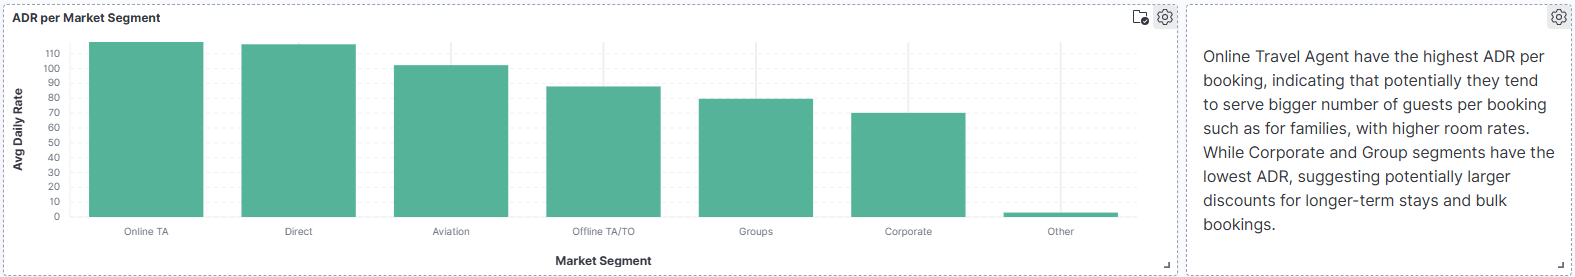 ADR per Market Segment
Avg Daily Rate
110
100
90
80
70
60
50
40
30
20
10
0
Online TA
Direct
Aviation
Offline TA/TO
Groups
Corporate
Other
Market Segment
Online Travel Agent have the highest ADR per
booking, indicating that potentially they tend
to serve bigger number of guests per booking
such as for families, with higher room rates.
While Corporate and Group segments have the
lowest ADR, suggesting potentially larger
discounts for longer-term stays and bulk
bookings.